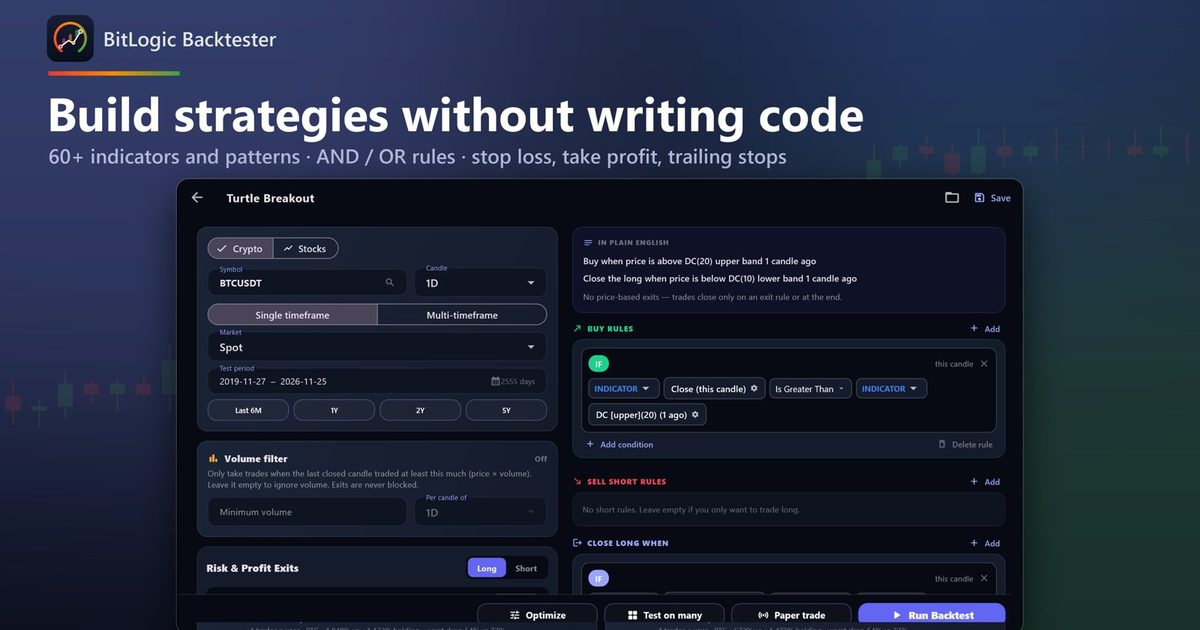 BitLogic Backtester
Build strategies without writing code
60+ indicators and patterns · AND / OR rules · stop loss, take profit, trailing stops
Turtle Breakout
Save
Crypto
Stocks
Symbol
BTCUSDT
Candle
1D
Single timeframe
Multi-timeframe
Market
Spot
Test period
2019-11-27 – 2026-11-25
2555 days
Last 6M
1Y
2Y
5Y
Volume filter
Off
Only take trades when the last closed candle traded at least this much (price × volume).
Leave it empty to ignore volume. Exits are never blocked.
Minimum volume
Per candle of
1D
Risk & Profit Exits
Long
Short
IN PLAIN ENGLISH
Buy when price is above DC(20) upper band 1 candle ago
Close the long when price is below DC(10) lower band 1 candle ago
No price-based exits — trades close only on an exit rule or at the end.
BUY RULES
+ Add
IF
this candle ×
INDICATOR
Close (this candle)
Is Greater Than
INDICATOR
DC [upper](20) (1 ago)
+ Add condition
Delete rule
SELL SHORT RULES
+ Add
No short rules. Leave empty if you only want to trade long.
CLOSE LONG WHEN
+ Add
IF
this candle ×
Optimize
Test on many
Paper trade
Run Backtest